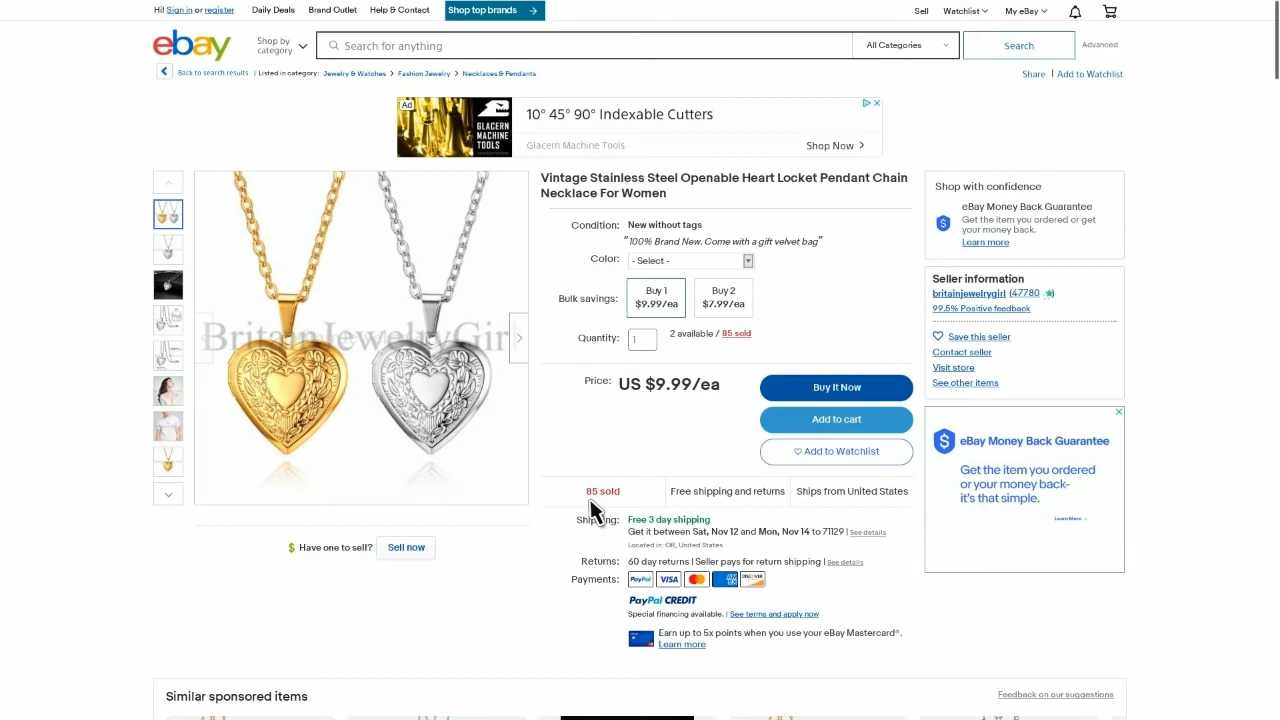 Hi! Sign in or register
Daily Deals
Brand Outlet
Help & Contact
Shop top brands
Sell
Watchlist
My eBay
ebay
Shop by category
Search for anything
All Categories
Search
Advanced
Back to search results
Listed in category:
Jewelry & Watches
Fashion Jewelry
Necklaces & Pendants
Share
Add to Watchlist
Ad
GLACERN
MACHINE
TOOLS
10° 45° 90° Indexable Cutters
Glacern Machine Tools
Shop Now
BritainJewelryGirl
Have one to sell?
Sell now
Vintage Stainless Steel Openable Heart Locket Pendant Chain
Necklace For Women
Condition: New without tags
"100% Brand New. Come with a gift velvet bag"
Color: - Select -
Bulk savings:
Buy 1
$9.99/ea
Buy 2
$7.99/ea
Quantity: 1
2 available / 85 sold
Price: US $9.99/ea
Buy It Now
Add to cart
Add to Watchlist
85 sold
Free shipping and returns
Ships from United States
Shipping: Free 3 day shipping
Get it between Sat, Nov 12 and Mon, Nov 14 to 71129 | See details
Located in: OR, United States
Returns: 60 day returns | Seller pays for return shipping | See details
Payments: PayPal VISA DISCOVER
PayPal CREDIT
Special financing available. | See terms and apply now
Earn up to 5x points when you use your eBay Mastercard®.
Learn more
Shop with confidence
eBay Money Back Guarantee
Get the item you ordered or get
your money back.
Learn more
Seller information
britainjewelrygirl (47780)
99.5% Positive feedback
Save this seller
Contact seller
Visit store
See other items
eBay Money Back Guarantee
Get the item you ordered
or get your money back-
it's that simple.
Learn More
Similar sponsored items
Feedback on our suggestions